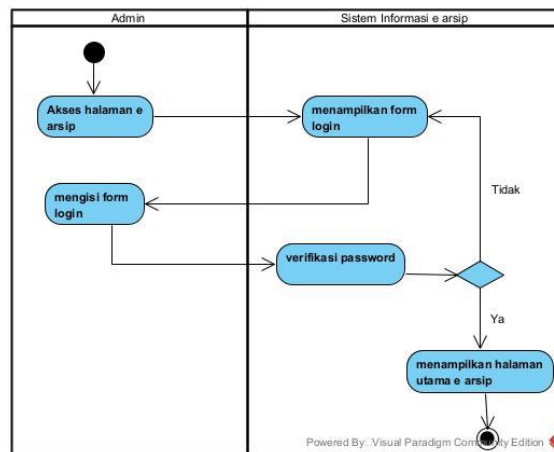 Admin
Sistem Informasi e arsip
Akses halaman e
arsip
menampilkan form
login
mengisi form
login
Tidak
verifikasi password
Ya
menampilkan halaman
utama e arsip
Powered By: Visual Paradigm Community Edition